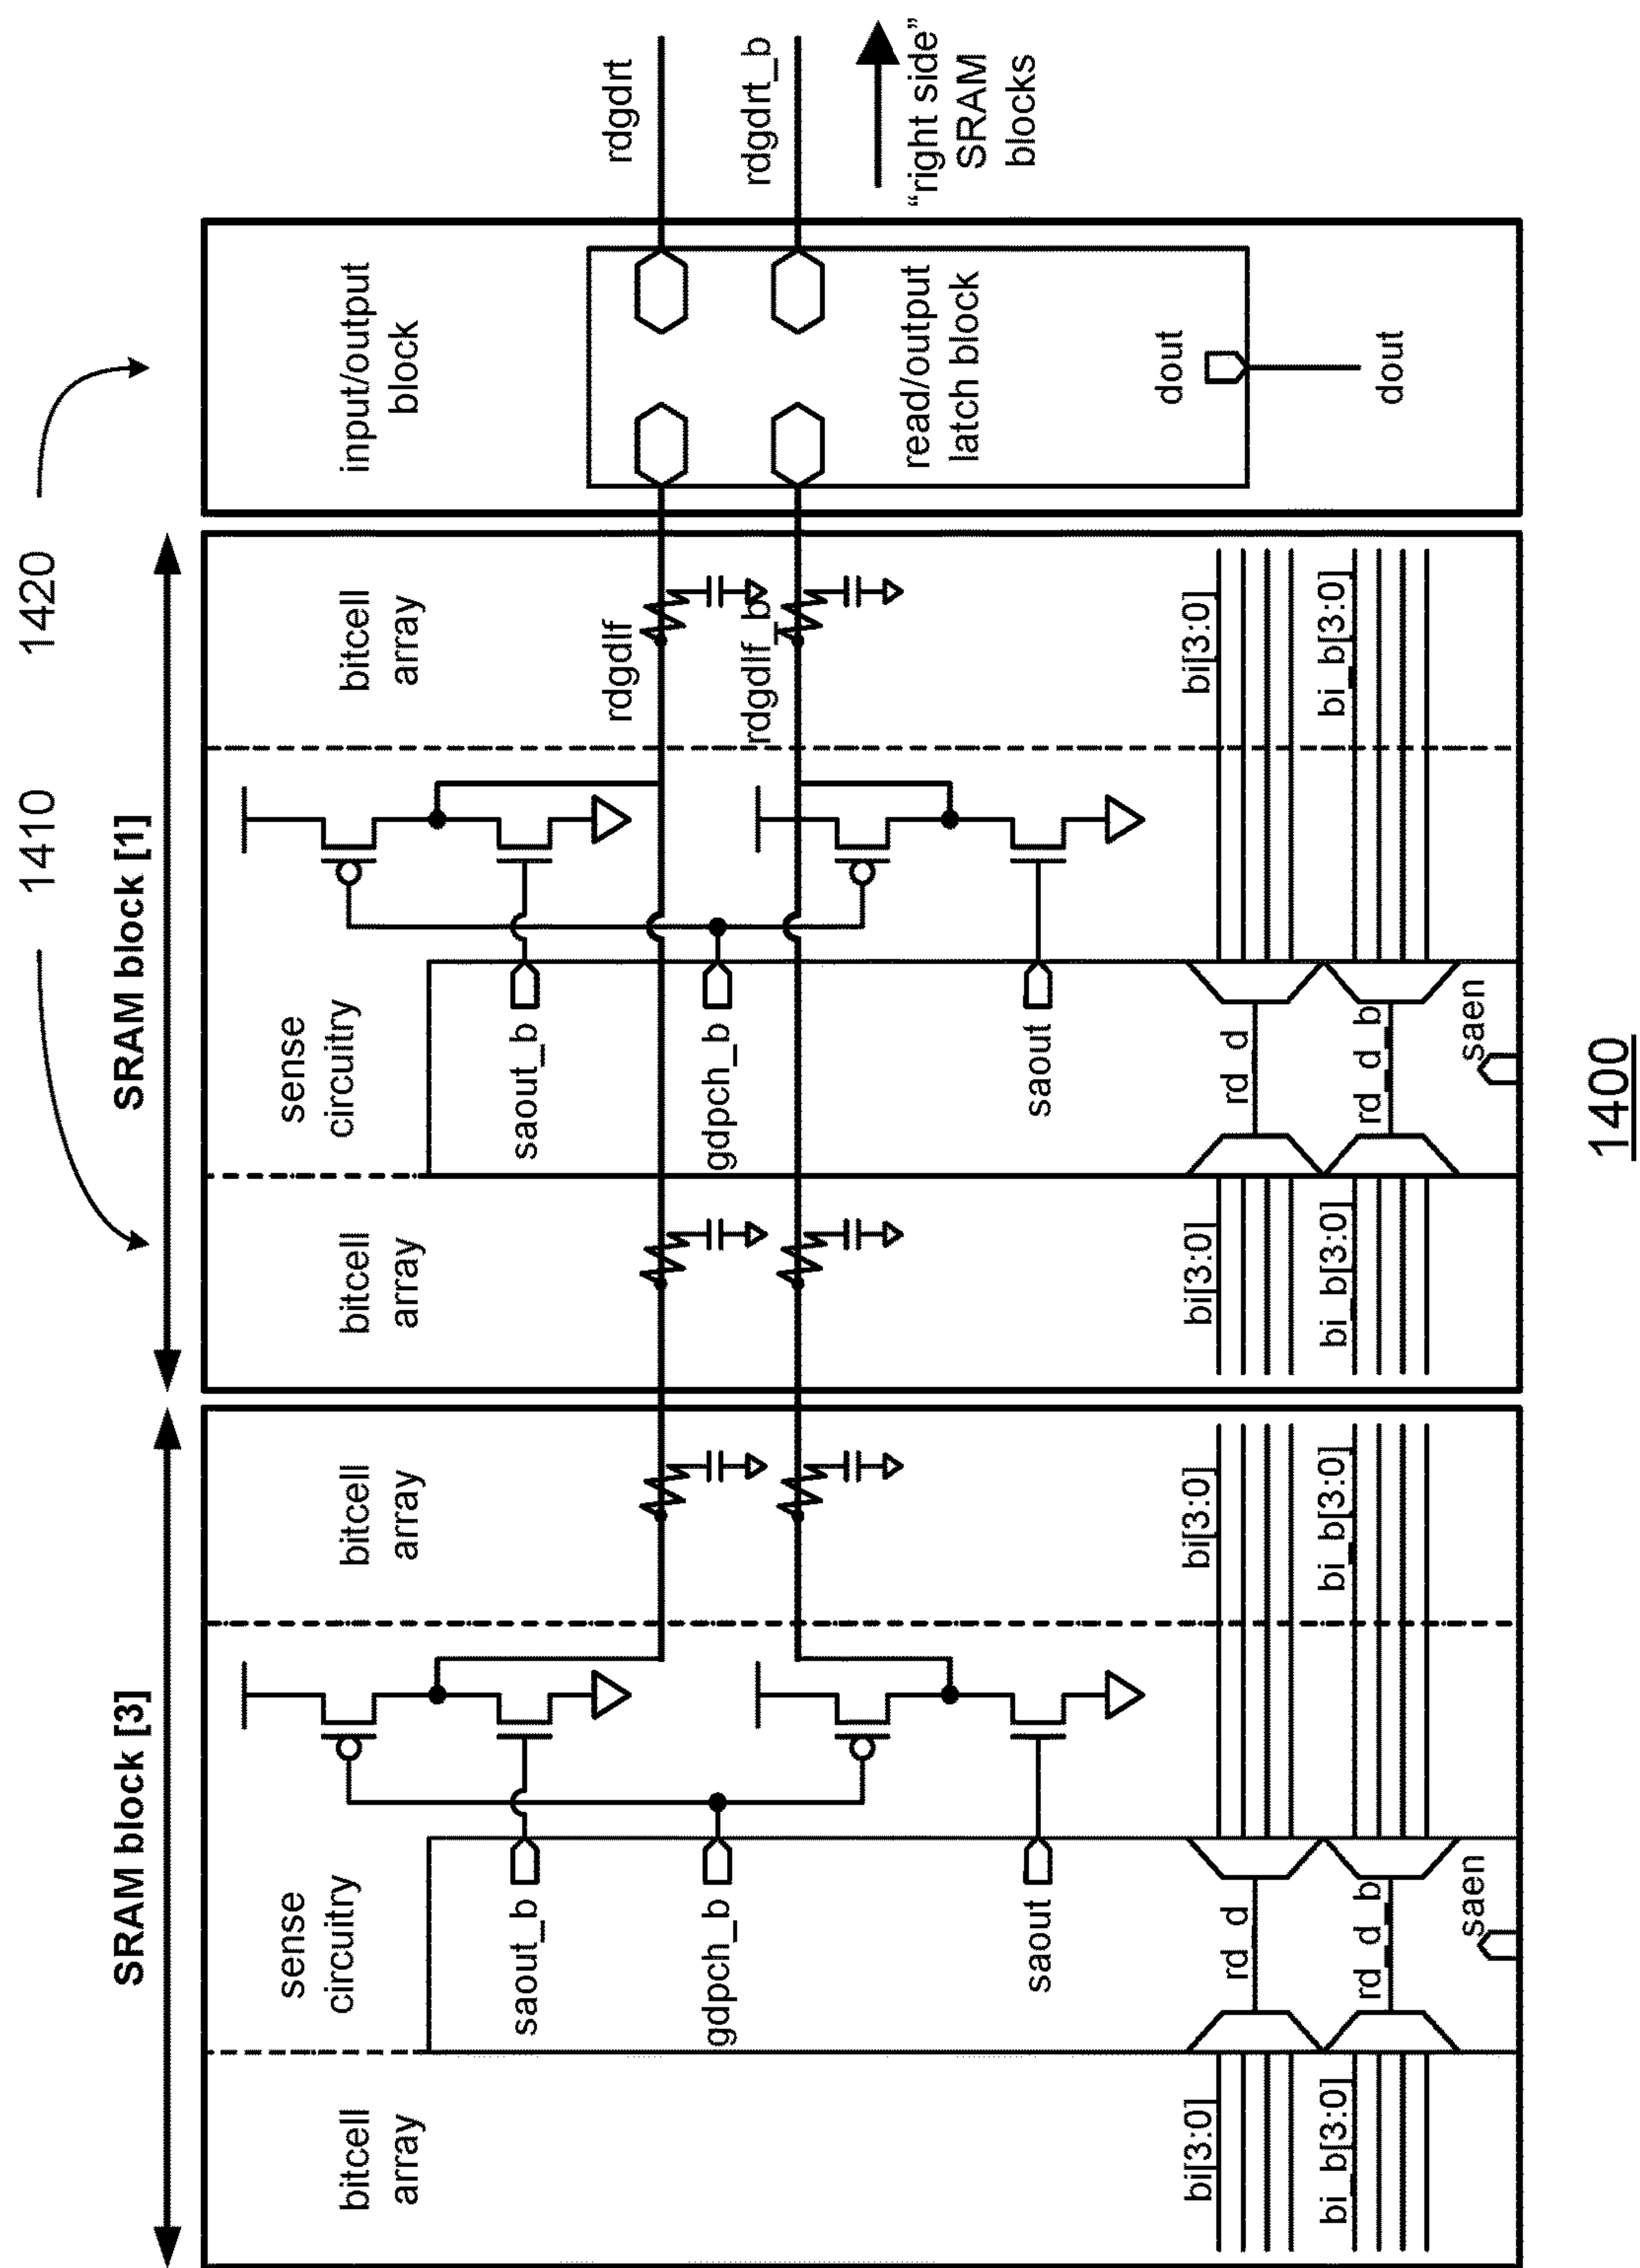 1410
1420
SRAM block [3]
SRAM block [1]
bitcell
array
sense
circuitry
saout_b
gdpch_b
saout
rd_d
rd_d_b
saen
bi[3:0]
bi_b[3:0]
bitcell
array
bi[3:0]
bi_b[3:0]
bitcell
array
bi[3:0]
bi_b[3:0]
sense
circuitry
saout_b
gdpch_b
saout
rd_d
rd_d_b
saen
bitcell
array
rdgdlf
rdgdlf_b
bi[3:0]
bi_b[3:0]
input/output
block
read/output
latch block
dout
dout
rdgdrt
rdgdrt_b
“right side”
SRAM
blocks
1400